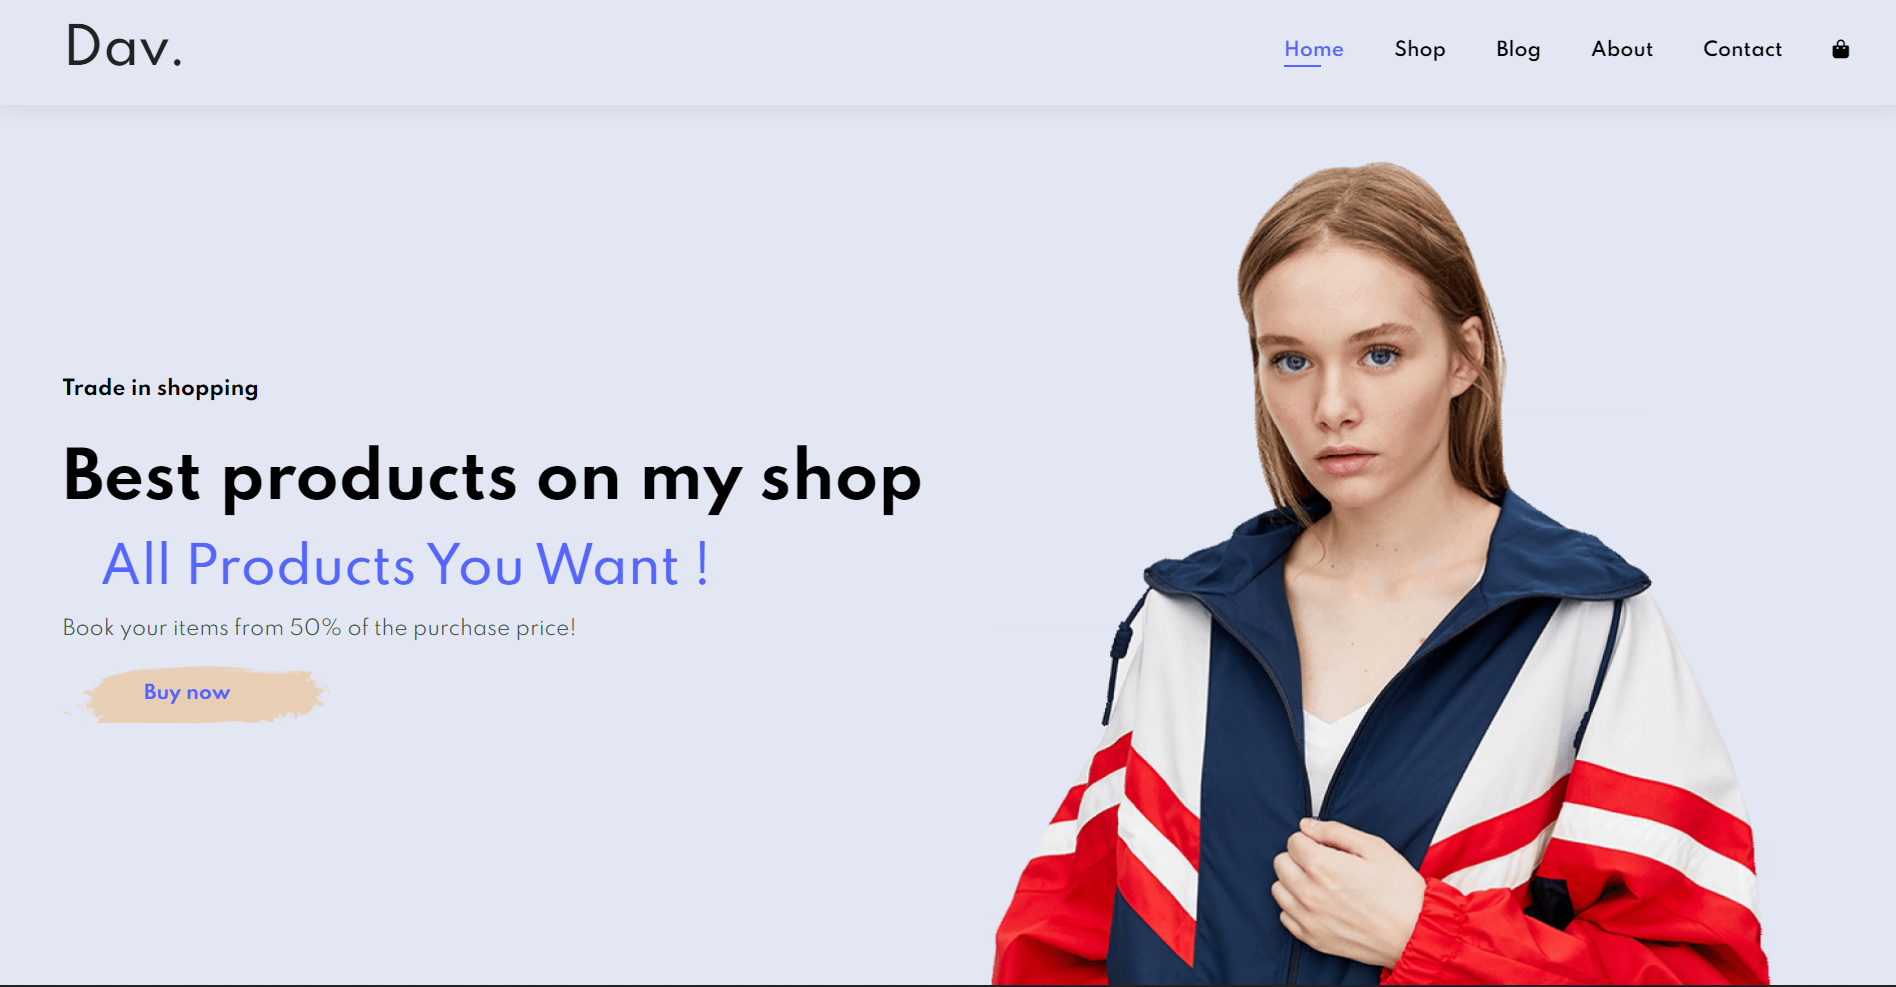 Dav.
Home Shop Blog About Contact
Trade in shopping
Best products on my shop
All Products You Want !
Book your items from 50% of the purchase price!
Buy now